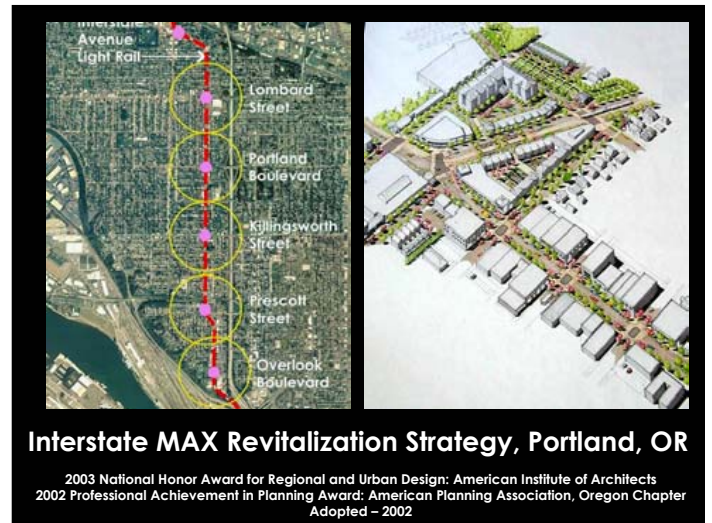 Interstate
Avenue
Light Rail
Lombard
Street
Portland
Boulevard
Killingsworth
Street
Prescott
Street
Overlook
Boulevard
Interstate MAX Revitalization Strategy, Portland, OR
2003 National Honor Award for Regional and Urban Design: American Institute of Architects
2002 Professional Achievement in Planning Award: American Planning Association, Oregon Chapter
Adopted – 2002